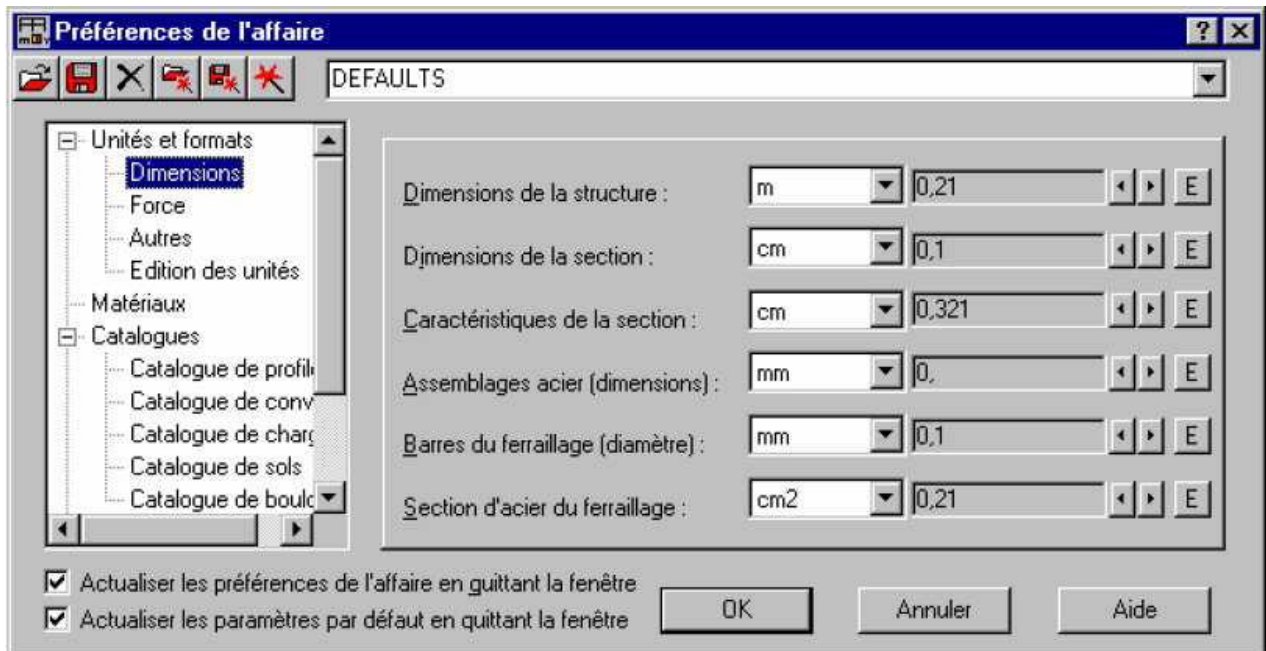 Préférences de l'affaire
DEFAULTS
Unités et formats
Dimensions
Force
Autres
Edition des unités
Matériaux
Catalogues
Catalogue de profil
Catalogue de conv
Catalogue de charg
Catalogue de sols
Catalogue de boulo
Dimensions de la structure : m 0,21 E
Dimensions de la section : cm 0,1 E
Caractéristiques de la section : cm 0,321 E
Assemblages acier (dimensions) : mm 0, E
Barres du ferraillage (diamètre) : mm 0,1 E
Section d'acier du ferraillage : cm2 0,21 E
Actualiser les préférences de l'affaire en quittant la fenêtre
Actualiser les paramètres par défaut en quittant la fenêtre
OK Annuler Aide